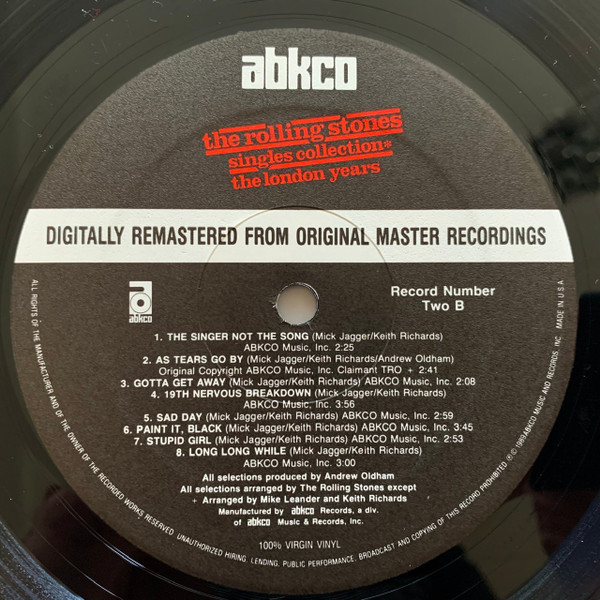 abkco
the rolling stones
singles collection*
the london years
DIGITALLY REMASTERED FROM ORIGINAL MASTER RECORDINGS
abkco
Record Number
Two B
1. THE SINGER NOT THE SONG (Mick Jagger/Keith Richards)
ABKCO Music, Inc. 2:25
2. AS TEARS GO BY (Mick Jagger/Keith Richards/Andrew Oldham)
Original Copyright ABKCO Music, Inc. Claimant TRO + 2:41
3. GOTTA GET AWAY (Mick Jagger/Keith Richards) ABKCO Music, Inc. 2:08
4. 19TH NERVOUS BREAKDOWN (Mick Jagger/Keith Richards)
ABKCO Music, Inc. 3:56
5. SAD DAY (Mick Jagger/Keith Richards) ABKCO Music, Inc. 2:59
6. PAINT IT, BLACK (Mick Jagger/Keith Richards) ABKCO Music, Inc. 3:45
7. STUPID GIRL (Mick Jagger/Keith Richards) ABKCO Music, Inc. 2:53
8. LONG LONG WHILE (Mick Jagger/Keith Richards)
ABKCO Music, Inc. 3:00
All selections produced by Andrew Oldham
All selections arranged by The Rolling Stones except
+ Arranged by Mike Leander and Keith Richards
Manufactured by abkco Records, a div.
of abkco Music & Records, Inc.
100% VIRGIN VINYL
ALL RIGHTS OF THE MANUFACTURER AND OF THE OWNER OF THE RECORDED WORKS RESERVED. UNAUTHORIZED HIRING, LENDING, PUBLIC PERFORMANCE, BROADCAST AND COPYING OF THIS RECORD PROHIBITED ℗ © 1989 ABKCO MUSIC AND RECORDS, INC. MADE IN U.S.A.